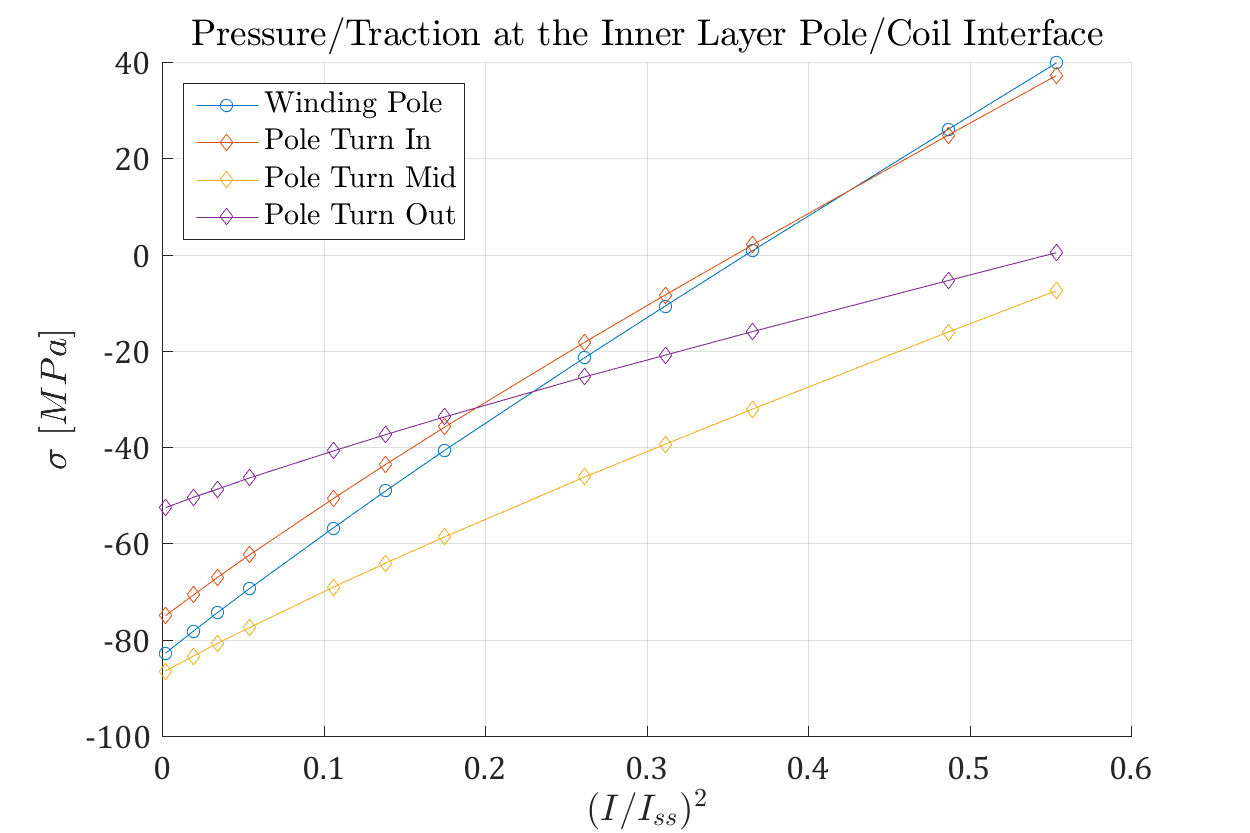 Pressure/Traction at the Inner Layer Pole/Coil Interface
40
20
0
-20
-40
-60
-80
-100
σ [MPa]
Winding Pole
Pole Turn In
Pole Turn Mid
Pole Turn Out
0 0.1 0.2 0.3 0.4 0.5 0.6
(I/I_{ss})^2